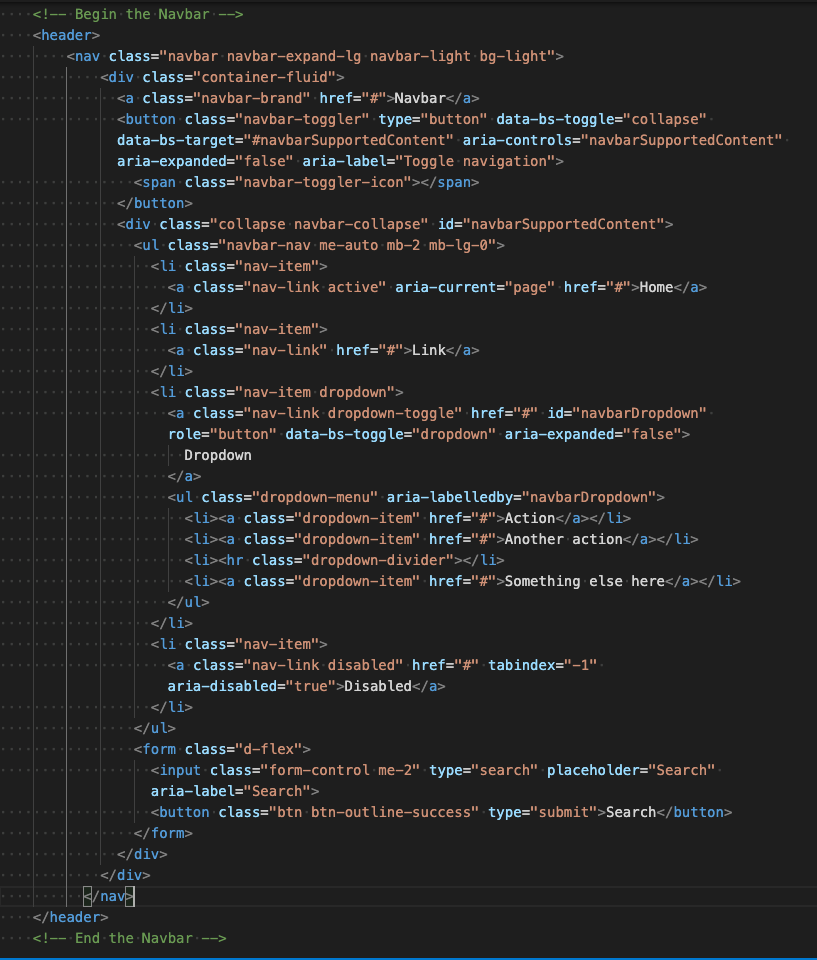 <!-- Begin the Navbar -->
<header>
<nav class="navbar navbar-expand-lg navbar-light bg-light">
<div class="container-fluid">
<a class="navbar-brand" href="#">Navbar</a>
<button class="navbar-toggler" type="button" data-bs-toggle="collapse"
data-bs-target="#navbarSupportedContent" aria-controls="navbarSupportedContent"
aria-expanded="false" aria-label="Toggle navigation">
<span class="navbar-toggler-icon"></span>
</button>
<div class="collapse navbar-collapse" id="navbarSupportedContent">
<ul class="navbar-nav me-auto mb-2 mb-lg-0">
<li class="nav-item">
<a class="nav-link active" aria-current="page" href="#">Home</a>
</li>
<li class="nav-item">
<a class="nav-link" href="#">Link</a>
</li>
<li class="nav-item dropdown">
<a class="nav-link dropdown-toggle" href="#" id="navbarDropdown"
role="button" data-bs-toggle="dropdown" aria-expanded="false">
Dropdown
</a>
<ul class="dropdown-menu" aria-labelledby="navbarDropdown">
<li><a class="dropdown-item" href="#">Action</a></li>
<li><a class="dropdown-item" href="#">Another action</a></li>
<li><hr class="dropdown-divider"></li>
<li><a class="dropdown-item" href="#">Something else here</a></li>
</ul>
</li>
<li class="nav-item">
<a class="nav-link disabled" href="#" tabindex="-1"
aria-disabled="true">Disabled</a>
</li>
</ul>
<form class="d-flex">
<input class="form-control me-2" type="search" placeholder="Search"
aria-label="Search">
<button class="btn btn-outline-success" type="submit">Search</button>
</form>
</div>
</div>
</nav>
</header>
<!-- End the Navbar -->